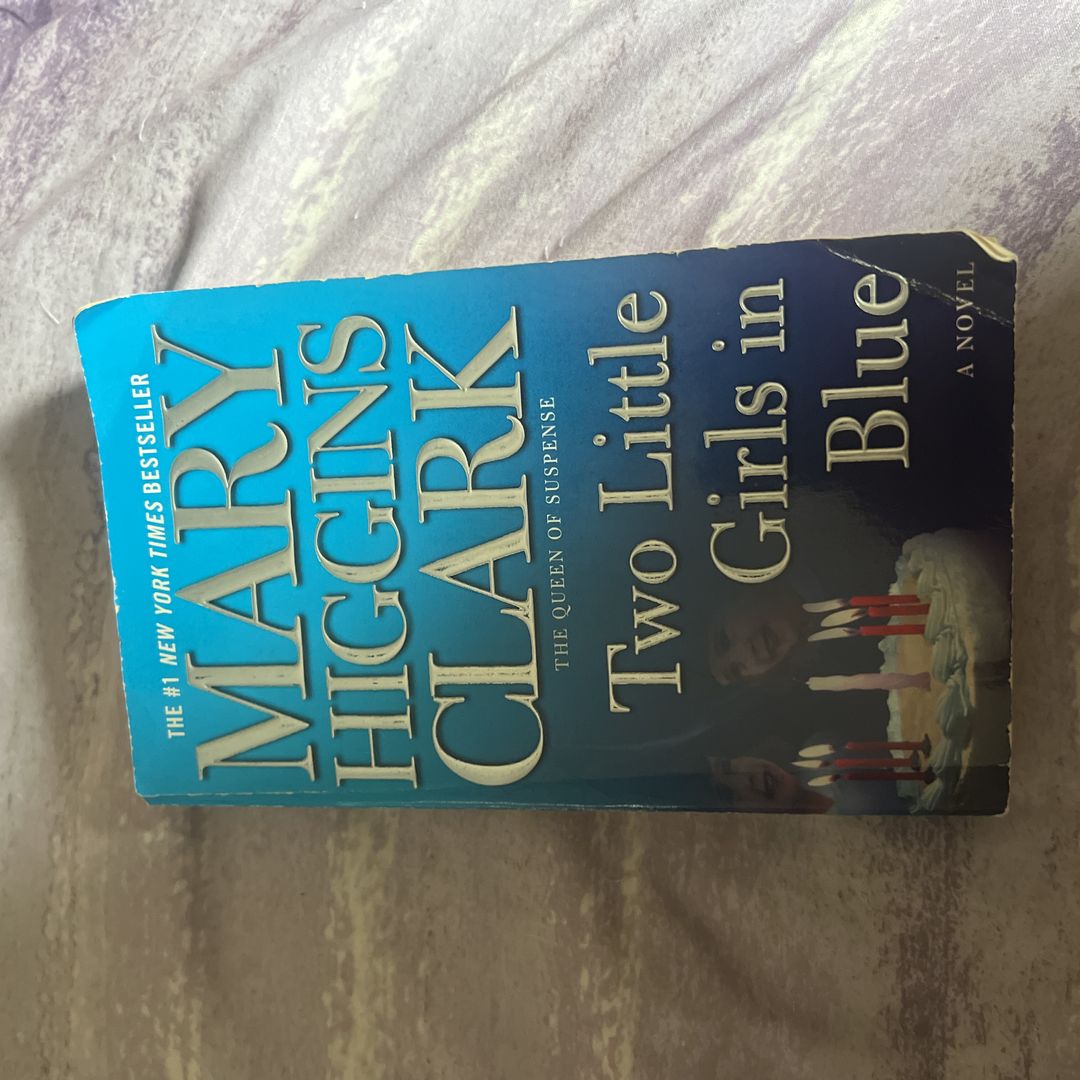 THE #1 NEW YORK TIMES BESTSELLER
MARY
HIGGINS
CLARK
THE QUEEN OF SUSPENSE
Two Little
Girls in
Blue
A NOVEL